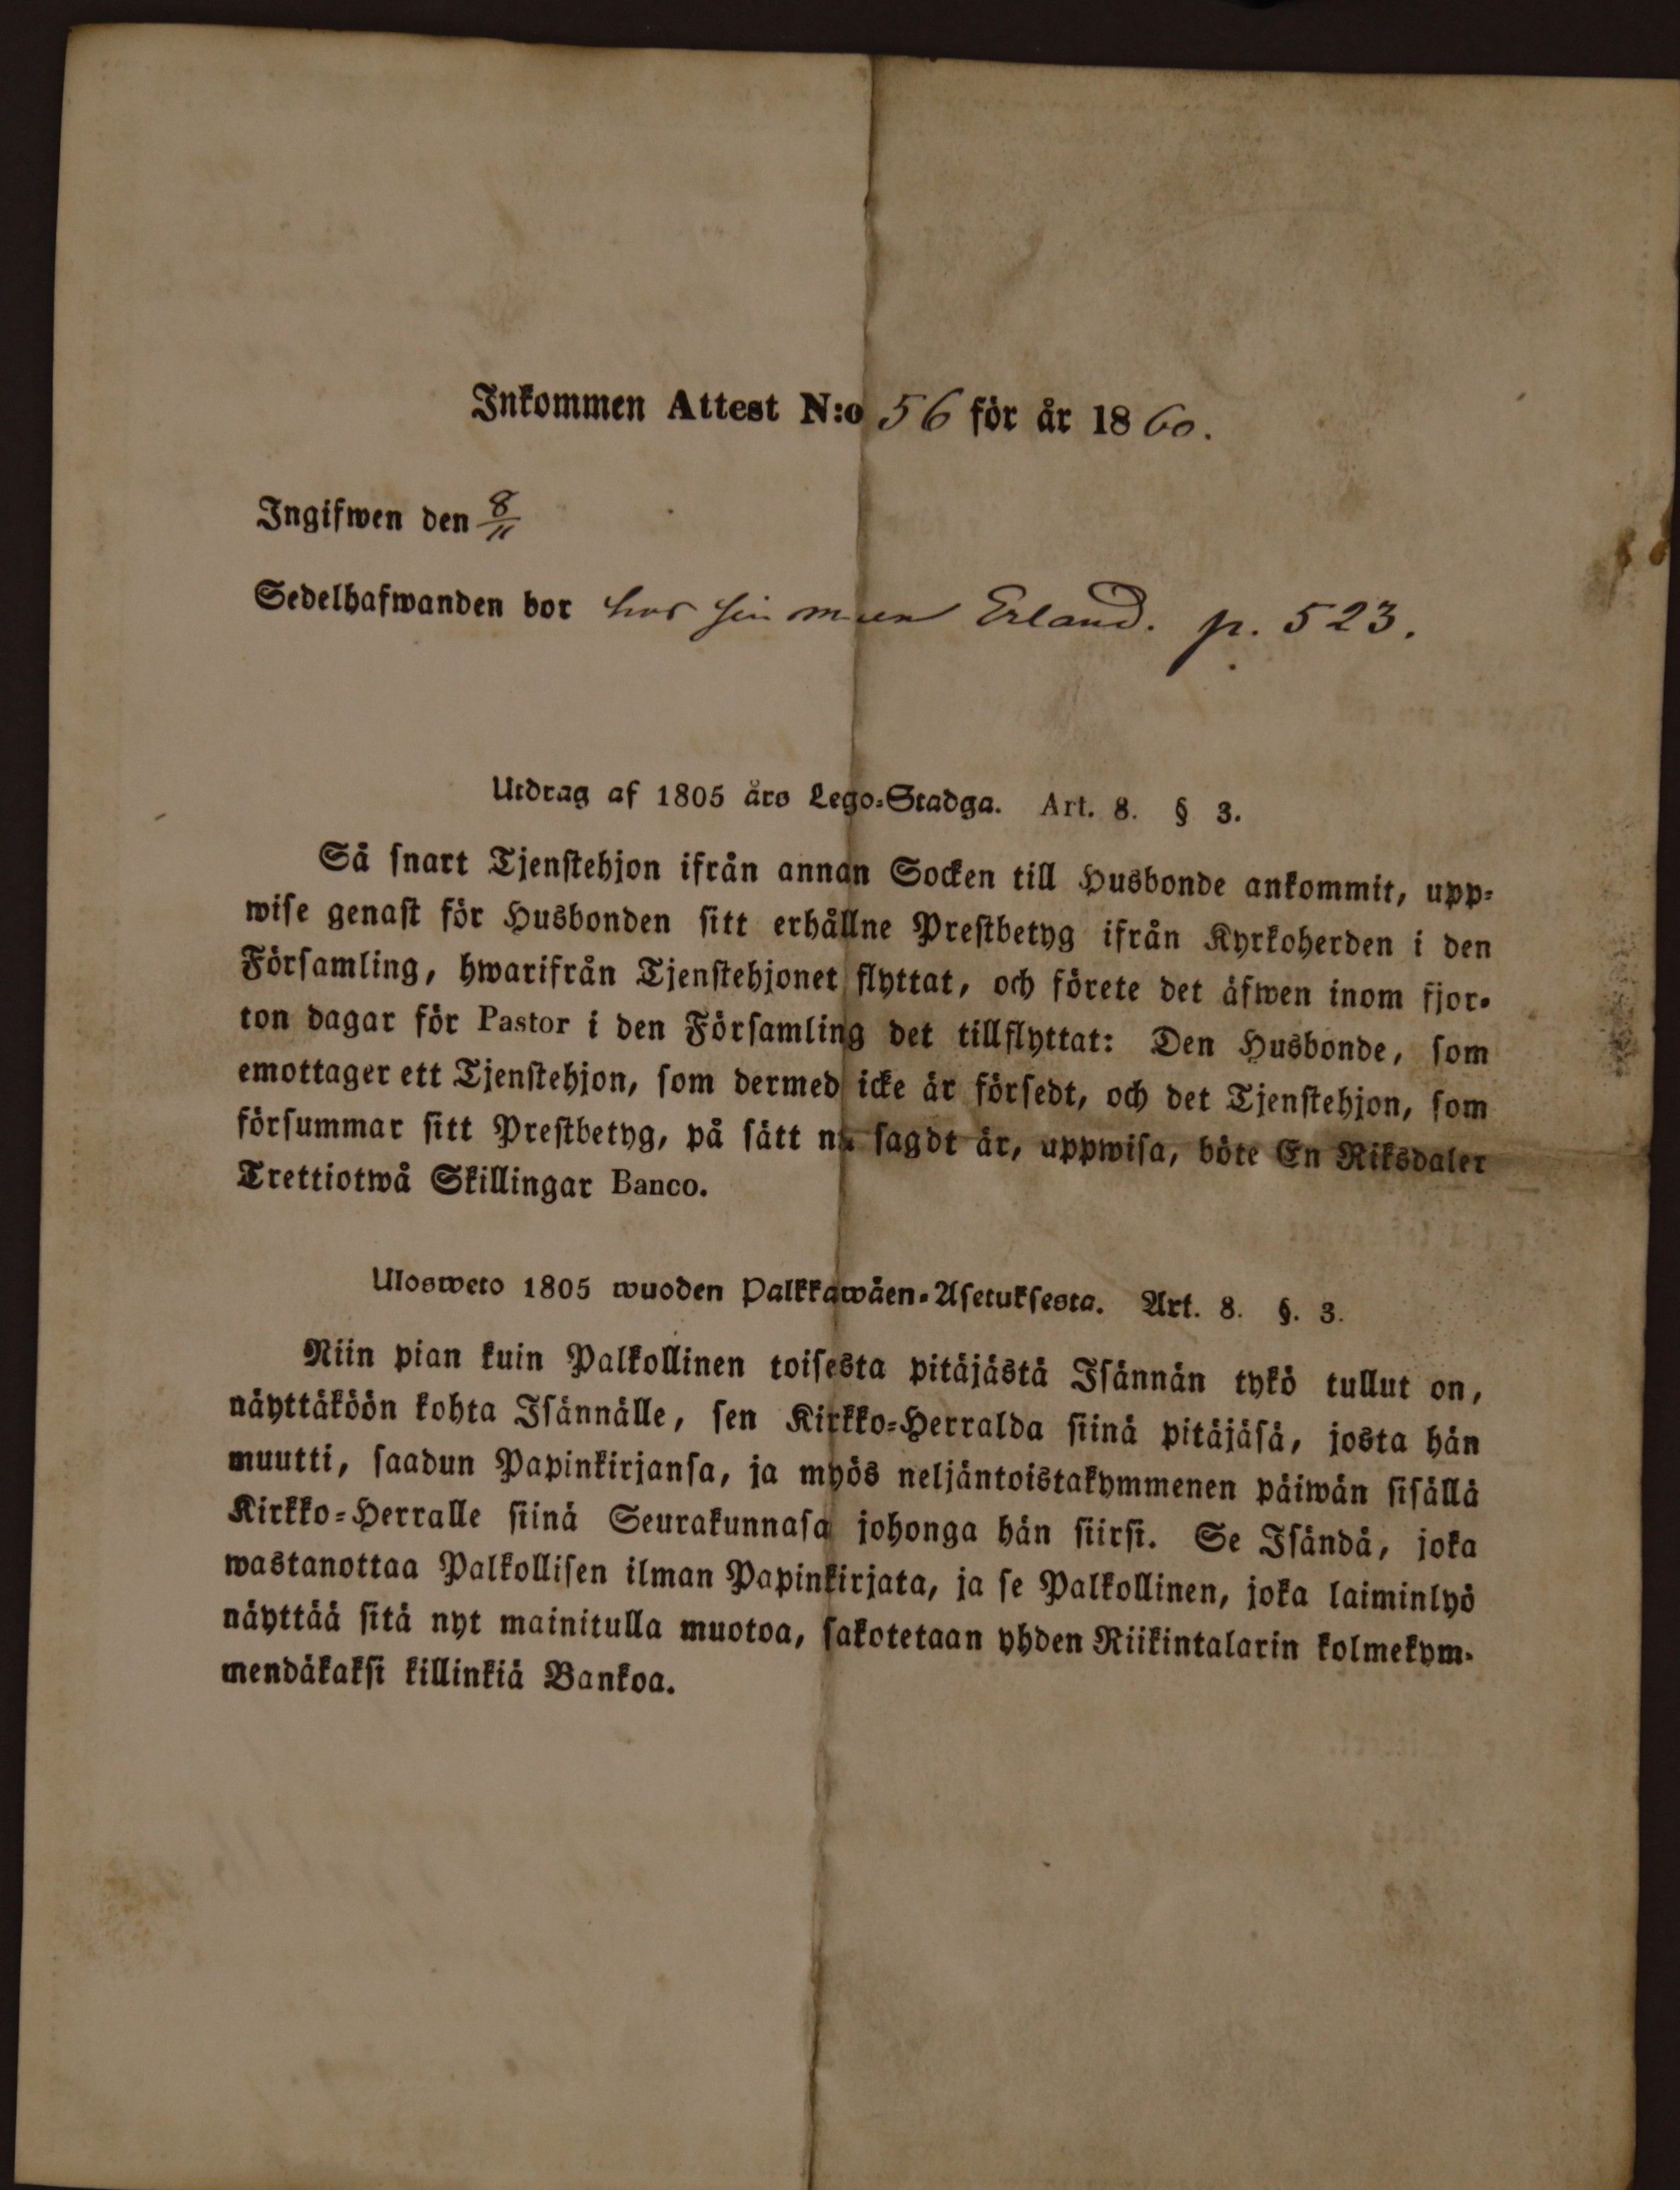 Inkommen Attest N:o 56 för år 1860.
Ingifwen den 8/11
Sedelhafwanden bor hos sin man Erland. p. 523.
Utdrag af 1805 års Lego-Stadga. Art. 8. § 3.
Så snart Tjenstehjon ifrån annan Socken till Husbonde ankommit, upp-
wise genast för Husbonden sitt erhållne Prestbetyg ifrån Kyrkoherden i den
Församling, hwarifrån Tjenstehjonet flyttat, och förete det äfwen inom fjor-
ton dagar för Pastor i den Församling det tillflyttat: Den Husbonde, som
emottager ett Tjenstehjon, som dermed icke är försedt, och det Tjenstehjon, som
försummar sitt Prestbetyg, på sätt nu sagdt är, uppwisa, böte En Riksdaler
Trettiotwå Skillingar Banco.
Ulosweto 1805 wuoden Palkkawäen-Asetuksesta. Art. 8. §. 3.
Niin pian kuin Palkollinen toisesta pitäjästä Isännän tykö tullut on,
näyttäköön kohta Isännälle, sen Kirkko-Herralda siinä pitäjäsä, josta hän
muutti, saadun Papinkirjansa, ja myös neljäntoistakymmenen päiwän sisällä
Kirkko-Herralle siinä Seurakunnasa johonga hän siirsi. Se Isändä, joka
wastanottaa Palkollisen ilman Papinkirjata, ja se Palkollinen, joka laiminlyö
näyttää sitä nyt mainitulla muotoa, sakotetaan yhden Riikintalarin kolmekym-
mendäkaksi killinkiä Bankoa.